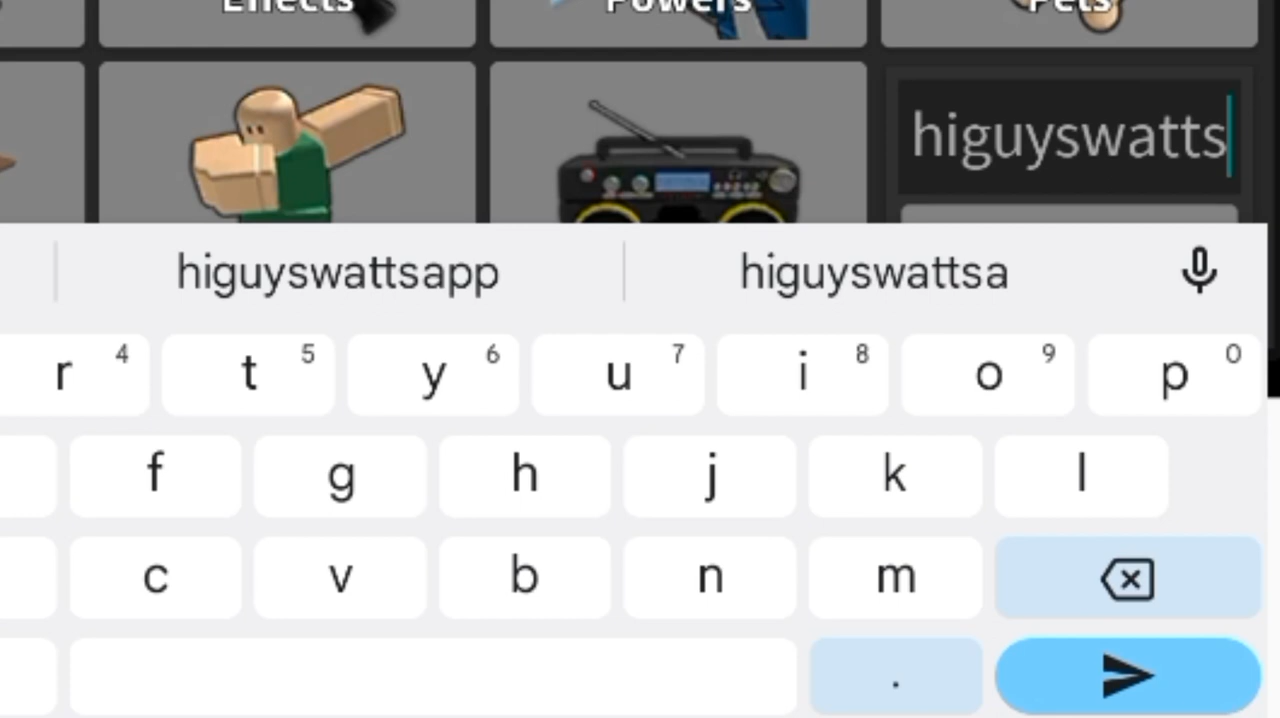 Effects Powers Pets
higuyswatts
higuyswattsapp higuyswattsa
r 4 t 5 y 6 u 7 i 8 o 9 p 0
f g h j k l
c v b n m
.